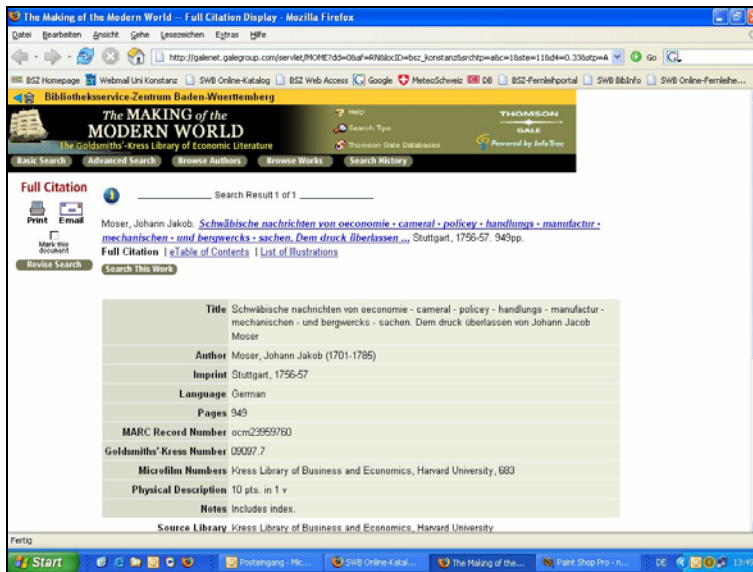 The Making of the Modern World -- Full Citation Display - Mozilla Firefox
Datei Bearbeiten Ansicht Gehe Lesezeichen Extras Hilfe
BSZ Homepage Webmail Uni Konstanz SWB Online-Katalog BSZ Web Access Google MeteoSchweiz DB BSZ-Fernleihportal SWB BibInfo SWB Online-Fernleihe...
Bibliotheksservice-Zentrum Baden-Wuerttemberg
The MAKING of the
MODERN WORLD
The Goldsmiths'-Kress Library of Economic Literature
Help
Search Tips
Thomson Gale Databases
THOMSON
GALE
Powered by InfoTrac
Basic Search Advanced Search Browse Authors Browse Works Search History
Full Citation
Print Email
Mark this
document
Revise Search
Search Result 1 of 1
Moser, Johann Jakob. Schwäbische nachrichten von oeconomie - cameral - policey - handlungs - manufactur -
mechanischen - und bergwercks - sachen. Dem druck überlassen ... Stuttgart, 1756-57. 949pp.
Full Citation | eTable of Contents | List of Illustrations
Search This Work
Title Schwäbische nachrichten von oeconomie - cameral - policey - handlungs - manufactur -
mechanischen - und bergwercks - sachen. Dem druck überlassen von Johann Jacob
Moser
Author Moser, Johann Jakob (1701-1785)
Imprint Stuttgart, 1756-57
Language German
Pages 949
MARC Record Number ocm23959760
Goldsmiths'-Kress Number 09097.7
Microfilm Numbers Kress Library of Business and Economics, Harvard University, 683
Physical Description 10 pts. in 1 v
Notes Includes index.
Source Library Kress Library of Business and Economics, Harvard University
Fertig
Start Posteingang - Mic... SWB Online-Katal... The Making of the... Paint Shop Pro - n... DE